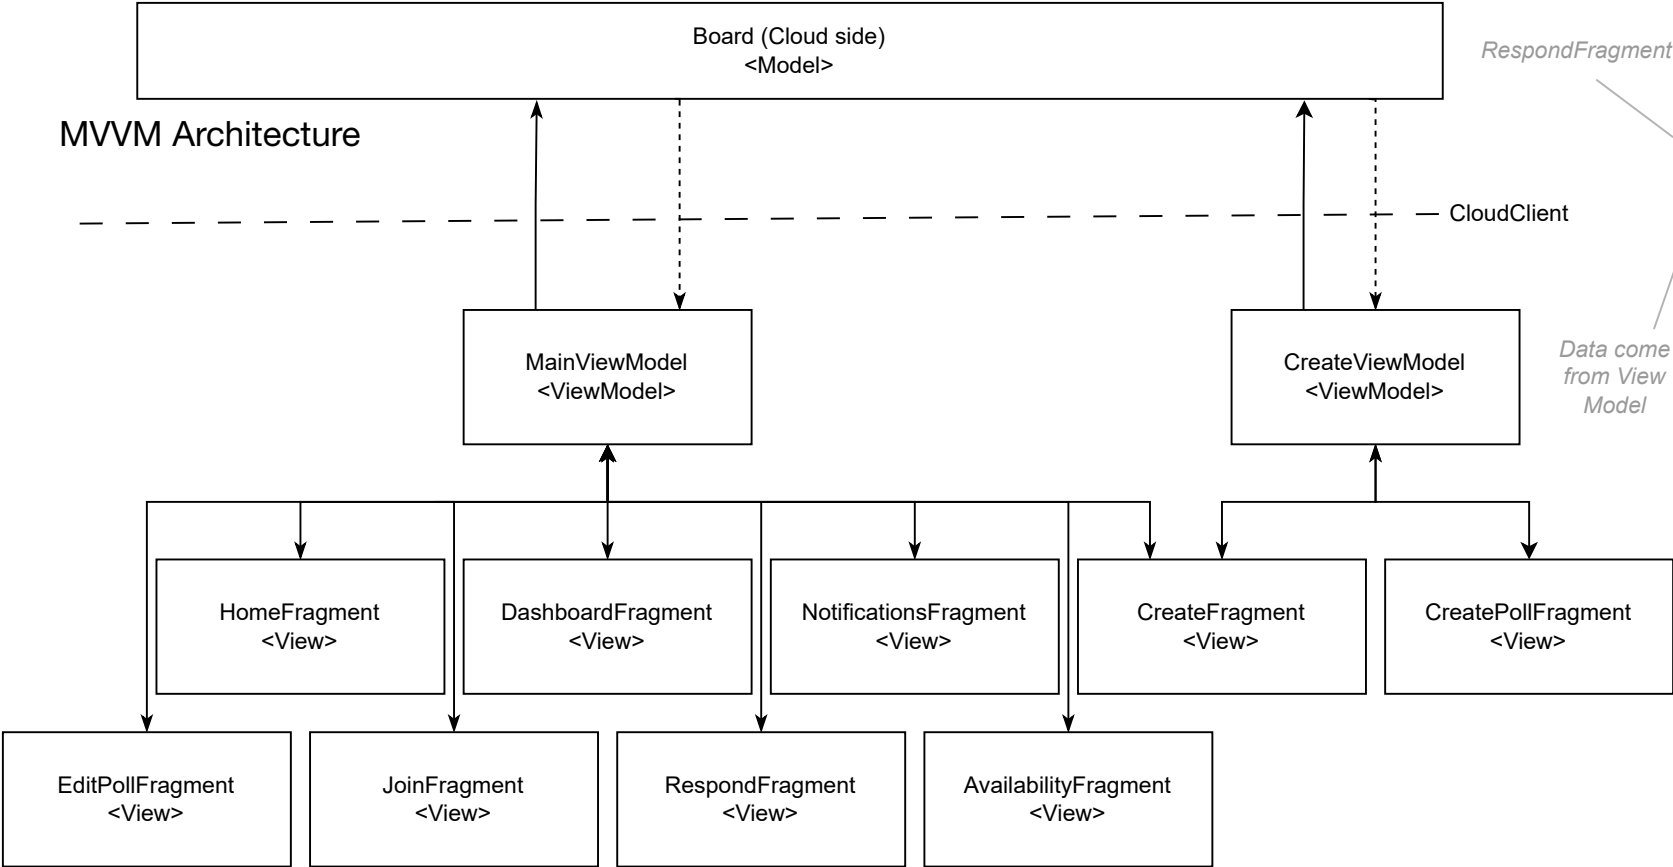 Board (Cloud side)
<Model>
RespondFragment
MVVM Architecture
CloudClient
MainViewModel
<ViewModel>
CreateViewModel
<ViewModel>
Data come
from View
Model
HomeFragment
<View>
DashboardFragment
<View>
NotificationsFragment
<View>
CreateFragment
<View>
CreatePollFragment
<View>
EditPollFragment
<View>
JoinFragment
<View>
RespondFragment
<View>
AvailabilityFragment
<View>